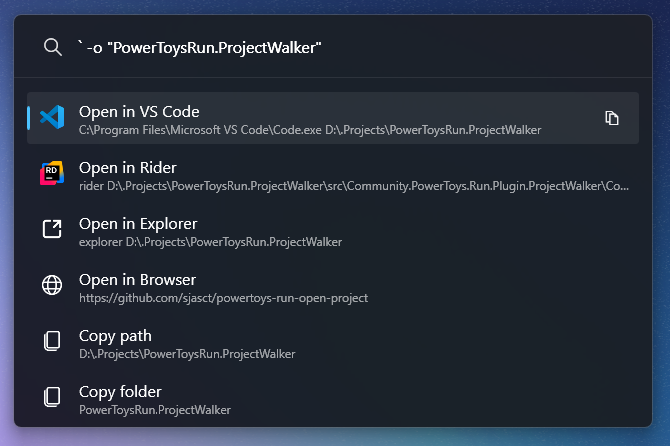 ` -o "PowerToysRun.ProjectWalker"
Open in VS Code
C:\Program Files\Microsoft VS Code\Code.exe D:\.Projects\PowerToysRun.ProjectWalker
RD
Open in Rider
rider D:\.Projects\PowerToysRun.ProjectWalker\src\Community.PowerToys.Run.Plugin.ProjectWalker\Co...
Open in Explorer
explorer D:\.Projects\PowerToysRun.ProjectWalker
Open in Browser
https://github.com/sjasct/powertoys-run-open-project
Copy path
D:\.Projects\PowerToysRun.ProjectWalker
Copy folder
PowerToysRun.ProjectWalker